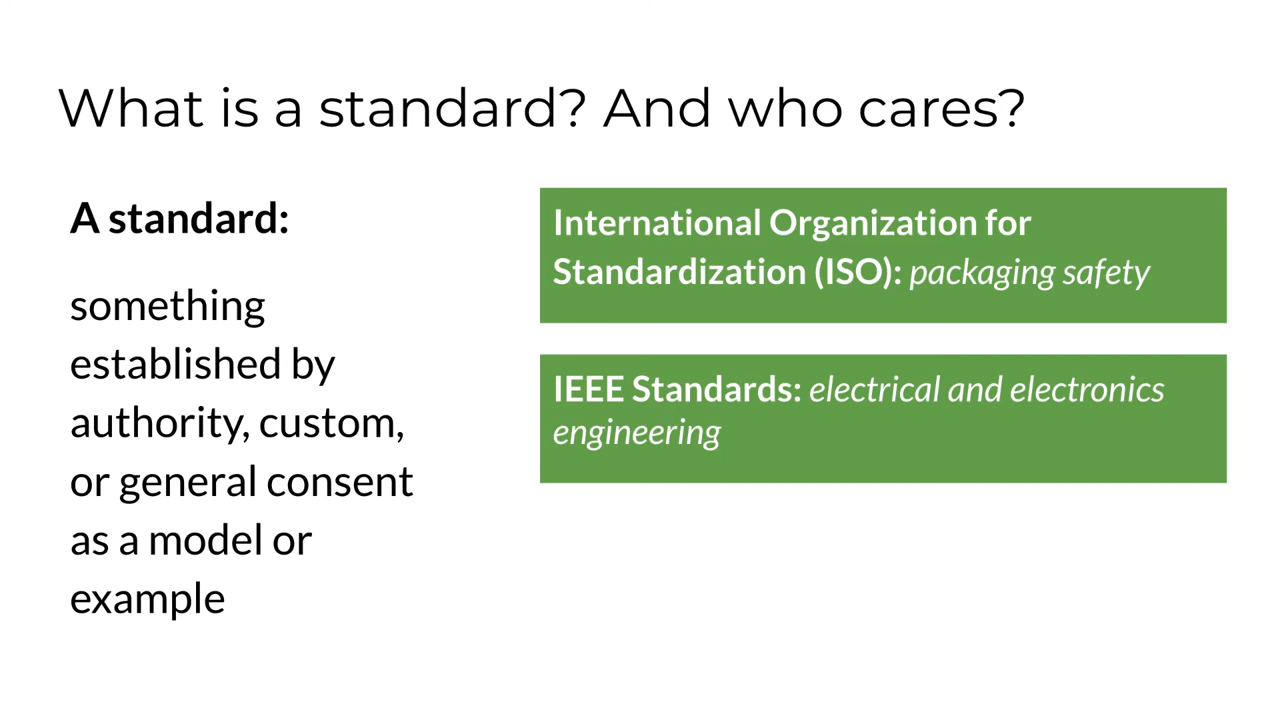 What is a standard? And who cares?
A standard:
something
established by
authority, custom,
or general consent
as a model or
example
International Organization for
Standardization (ISO): packaging safety
IEEE Standards: electrical and electronics
engineering